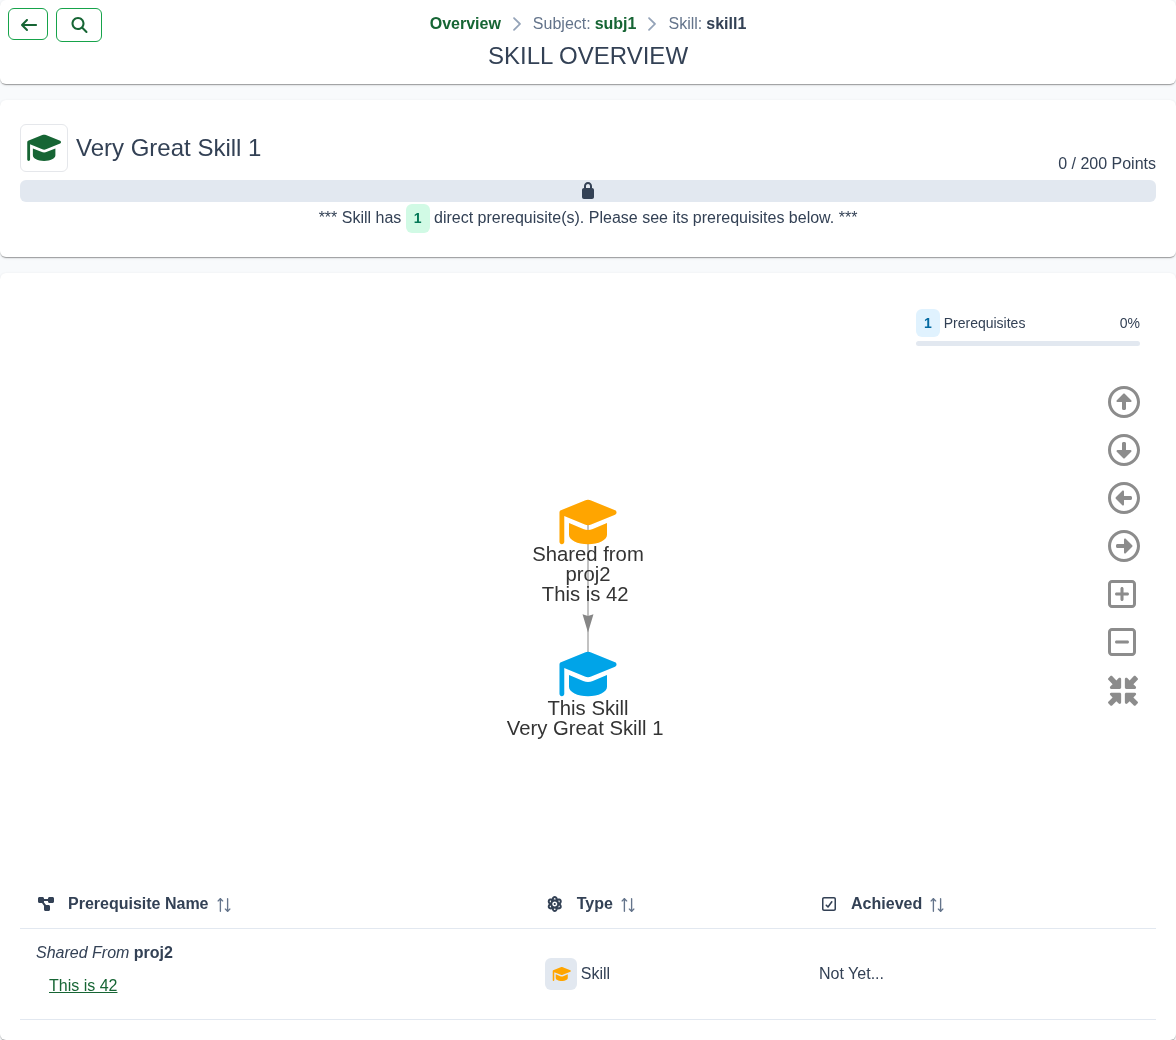 Overview > Subject: subj1 > Skill: skill1
SKILL OVERVIEW
Very Great Skill 1
0 / 200 Points
*** Skill has 1 direct prerequisite(s). Please see its prerequisites below. ***
1 Prerequisites 0%
Shared from
proj2
This is 42
This Skill
Very Great Skill 1
Prerequisite Name Type Achieved
Shared From proj2
This is 42
Skill
Not Yet...